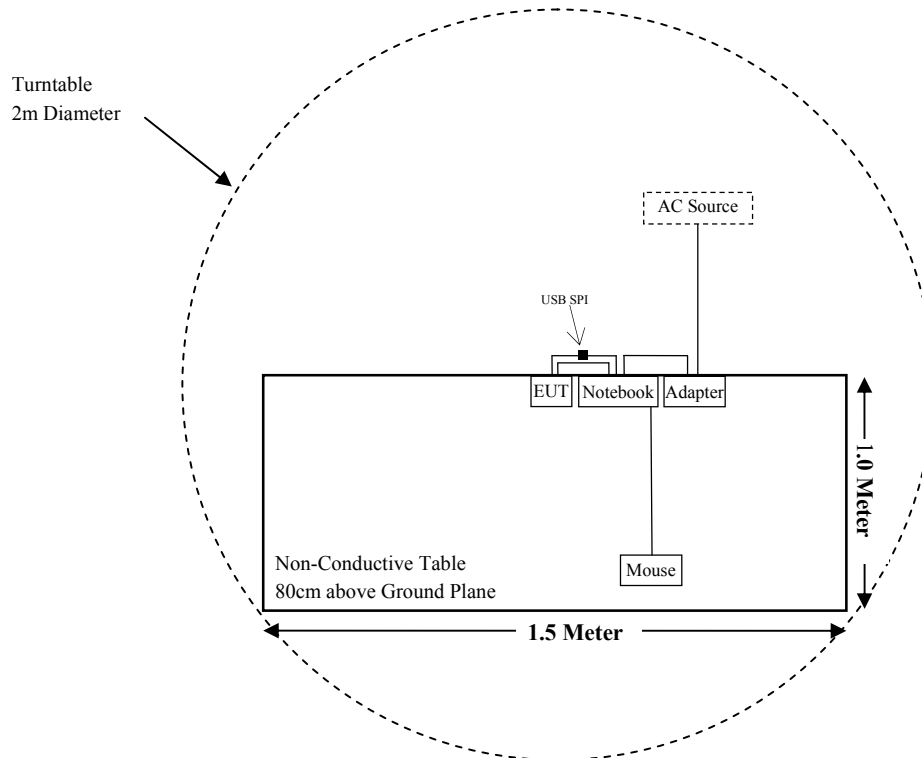 Turntable
2m Diameter
AC Source
USB SPI
EUT
Notebook
Adapter
1.0 Meter
Non-Conductive Table
80cm above Ground Plane
Mouse
1.5 Meter